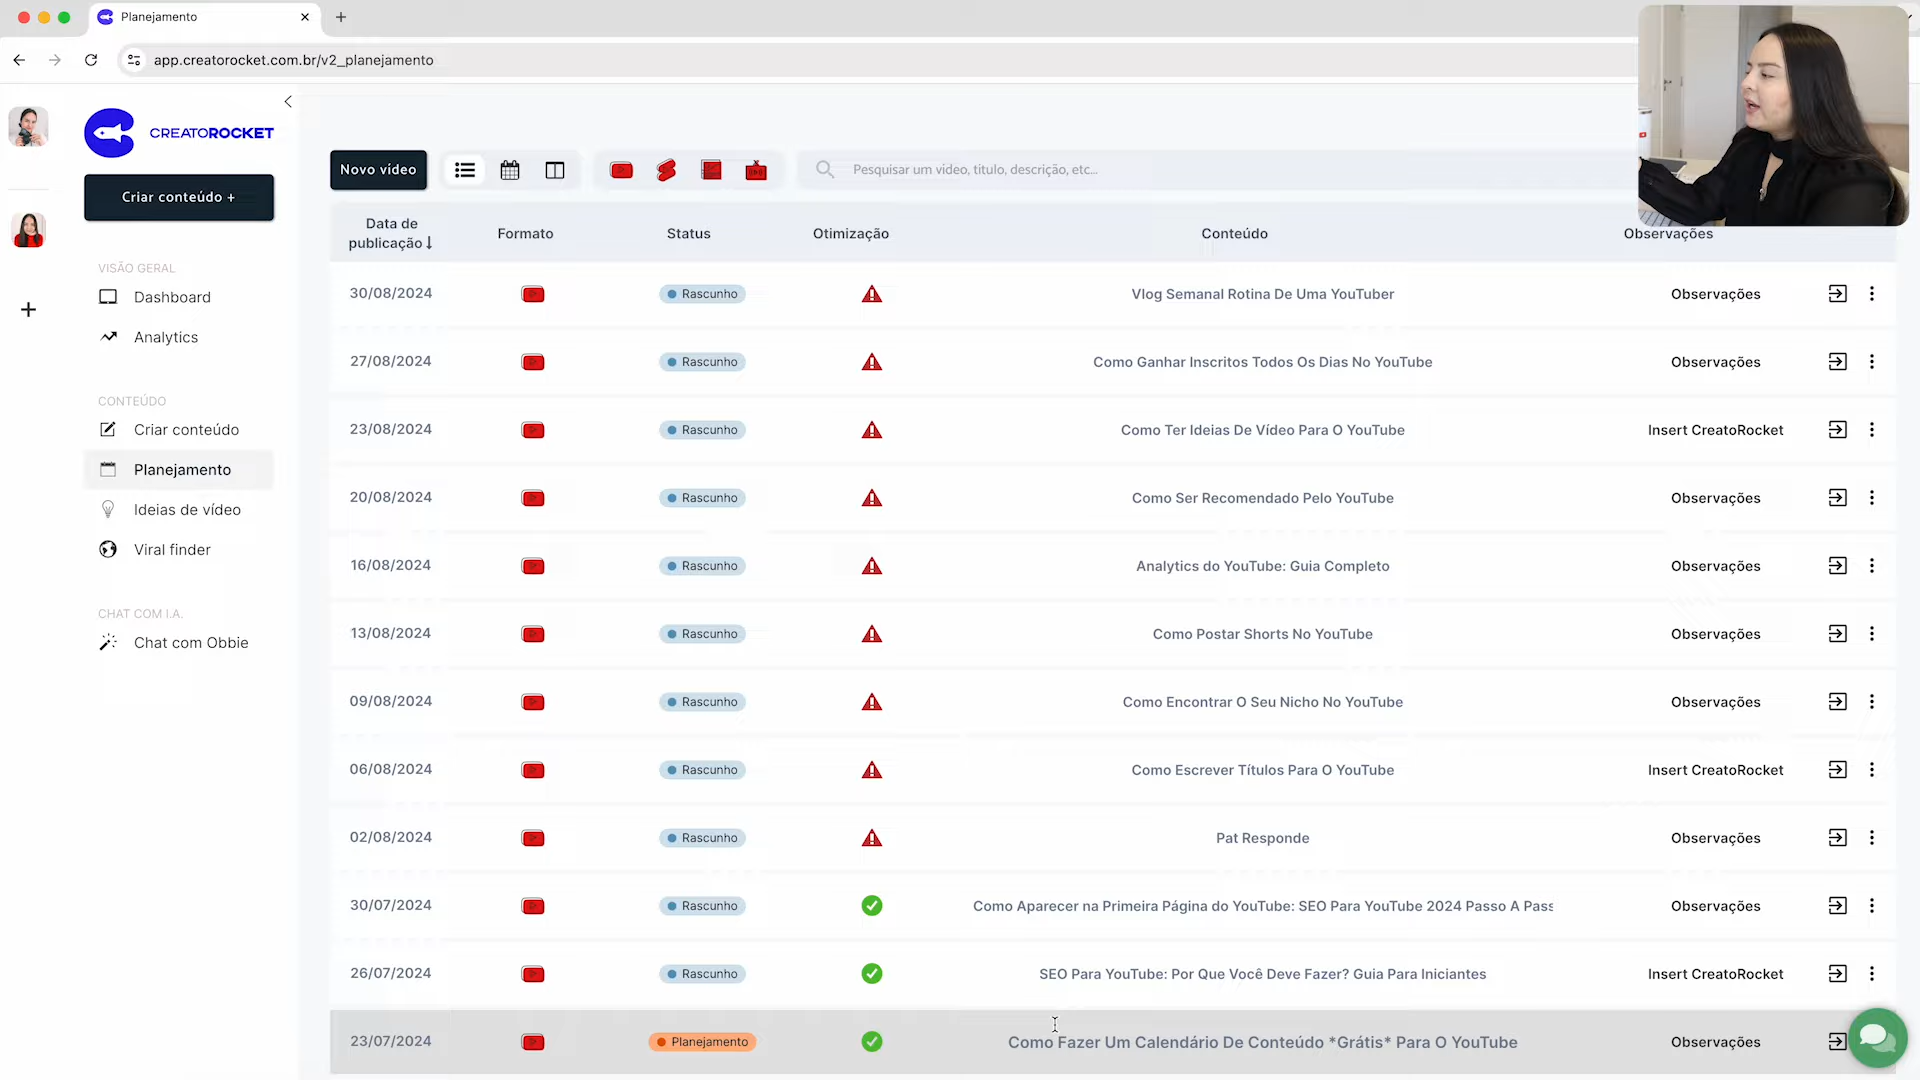 Planejamento
app.creatorocket.com.br/v2_planejamento
CREATOROCKET
Criar conteúdo +
VISÃO GERAL
Dashboard
Analytics
CONTEÚDO
Criar conteúdo
Planejamento
Ideias de vídeo
Viral finder
CHAT COM I.A.
Chat com Obbie
Novo vídeo
Pesquisar um video, titulo, descrição, etc...
Data de
publicação Formato Status Otimização Conteúdo Observações
30/08/2024 Rascunho Vlog Semanal Rotina De Uma YouTuber Observações
27/08/2024 Rascunho Como Ganhar Inscritos Todos Os Dias No YouTube Observações
23/08/2024 Rascunho Como Ter Ideias De Vídeo Para O YouTube Insert CreatoRocket
20/08/2024 Rascunho Como Ser Recomendado Pelo YouTube Observações
16/08/2024 Rascunho Analytics do YouTube: Guia Completo Observações
13/08/2024 Rascunho Como Postar Shorts No YouTube Observações
09/08/2024 Rascunho Como Encontrar O Seu Nicho No YouTube Observações
06/08/2024 Rascunho Como Escrever Títulos Para O YouTube Insert CreatoRocket
02/08/2024 Rascunho Pat Responde Observações
30/07/2024 Rascunho Como Aparecer na Primeira Página do YouTube: SEO Para YouTube 2024 Passo A Pass Observações
26/07/2024 Rascunho SEO Para YouTube: Por Que Você Deve Fazer? Guia Para Iniciantes Insert CreatoRocket
23/07/2024 Planejamento Como Fazer Um Calendário De Conteúdo *Grátis* Para O YouTube Observações